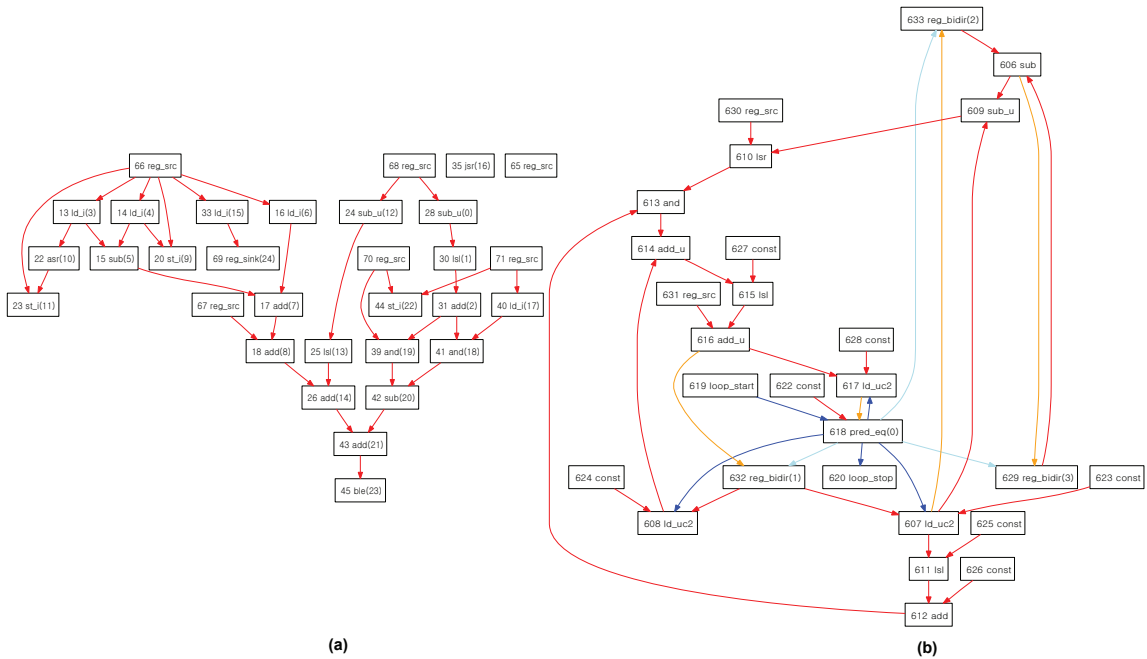 66 reg_src
68 reg_src
35 jsr(16)
65 reg_src
13 ld_i(3)
14 ld_i(4)
33 ld_i(15)
16 ld_i(6)
24 sub_u(12)
28 sub_u(0)
22 asr(10)
15 sub(5)
20 st_i(9)
69 reg_sink(24)
70 reg_src
30 lsl(1)
71 reg_src
23 st_i(11)
67 reg_src
17 add(7)
44 st_i(22)
31 add(2)
40 ld_i(17)
18 add(8)
25 lsl(13)
39 and(19)
41 and(18)
26 add(14)
42 sub(20)
43 add(21)
45 ble(23)
(a)
633 reg_bidir(2)
606 sub
630 reg_src
609 sub_u
610 lsr
613 and
614 add_u
627 const
631 reg_src
615 lsl
616 add_u
628 const
619 loop_start
622 const
617 ld_uc2
618 pred_eq(0)
624 const
632 reg_bidir(1)
620 loop_stop
629 reg_bidir(3)
623 const
608 ld_uc2
607 ld_uc2
625 const
611 lsl
626 const
612 add
(b)